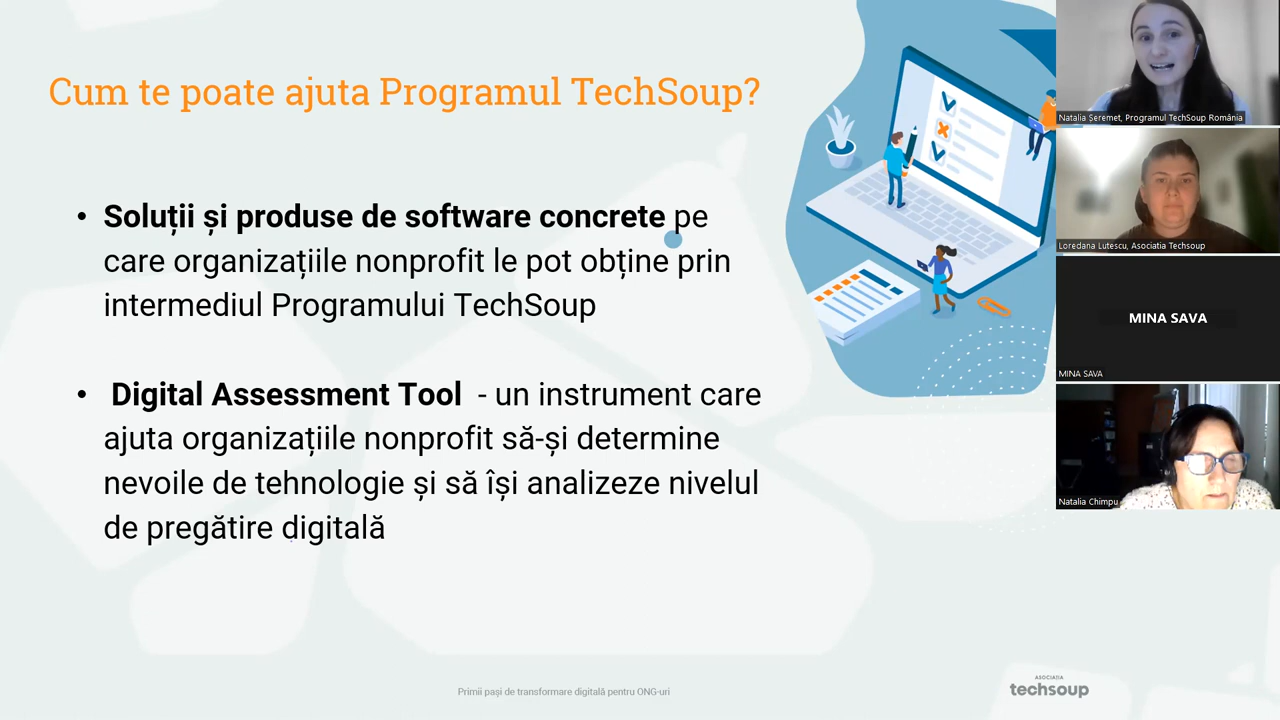 Cum te poate ajuta Programul TechSoup?
• Soluții și produse de software concrete pe
care organizațiile nonprofit le pot obține prin
intermediul Programului TechSoup
• Digital Assessment Tool - un instrument care
ajuta organizațiile nonprofit să-și determine
nevoile de tehnologie și să își analizeze nivelul
de pregătire digitală
Primii pași de transformare digitală pentru ONG-uri
ASOCIAȚIA
techsoup
Natalia Șeremet, Programul TechSoup România
Loredana Lutescu, Asociatia Techsoup
MINA SAVA
MINA SAVA
Natalia Chimpu